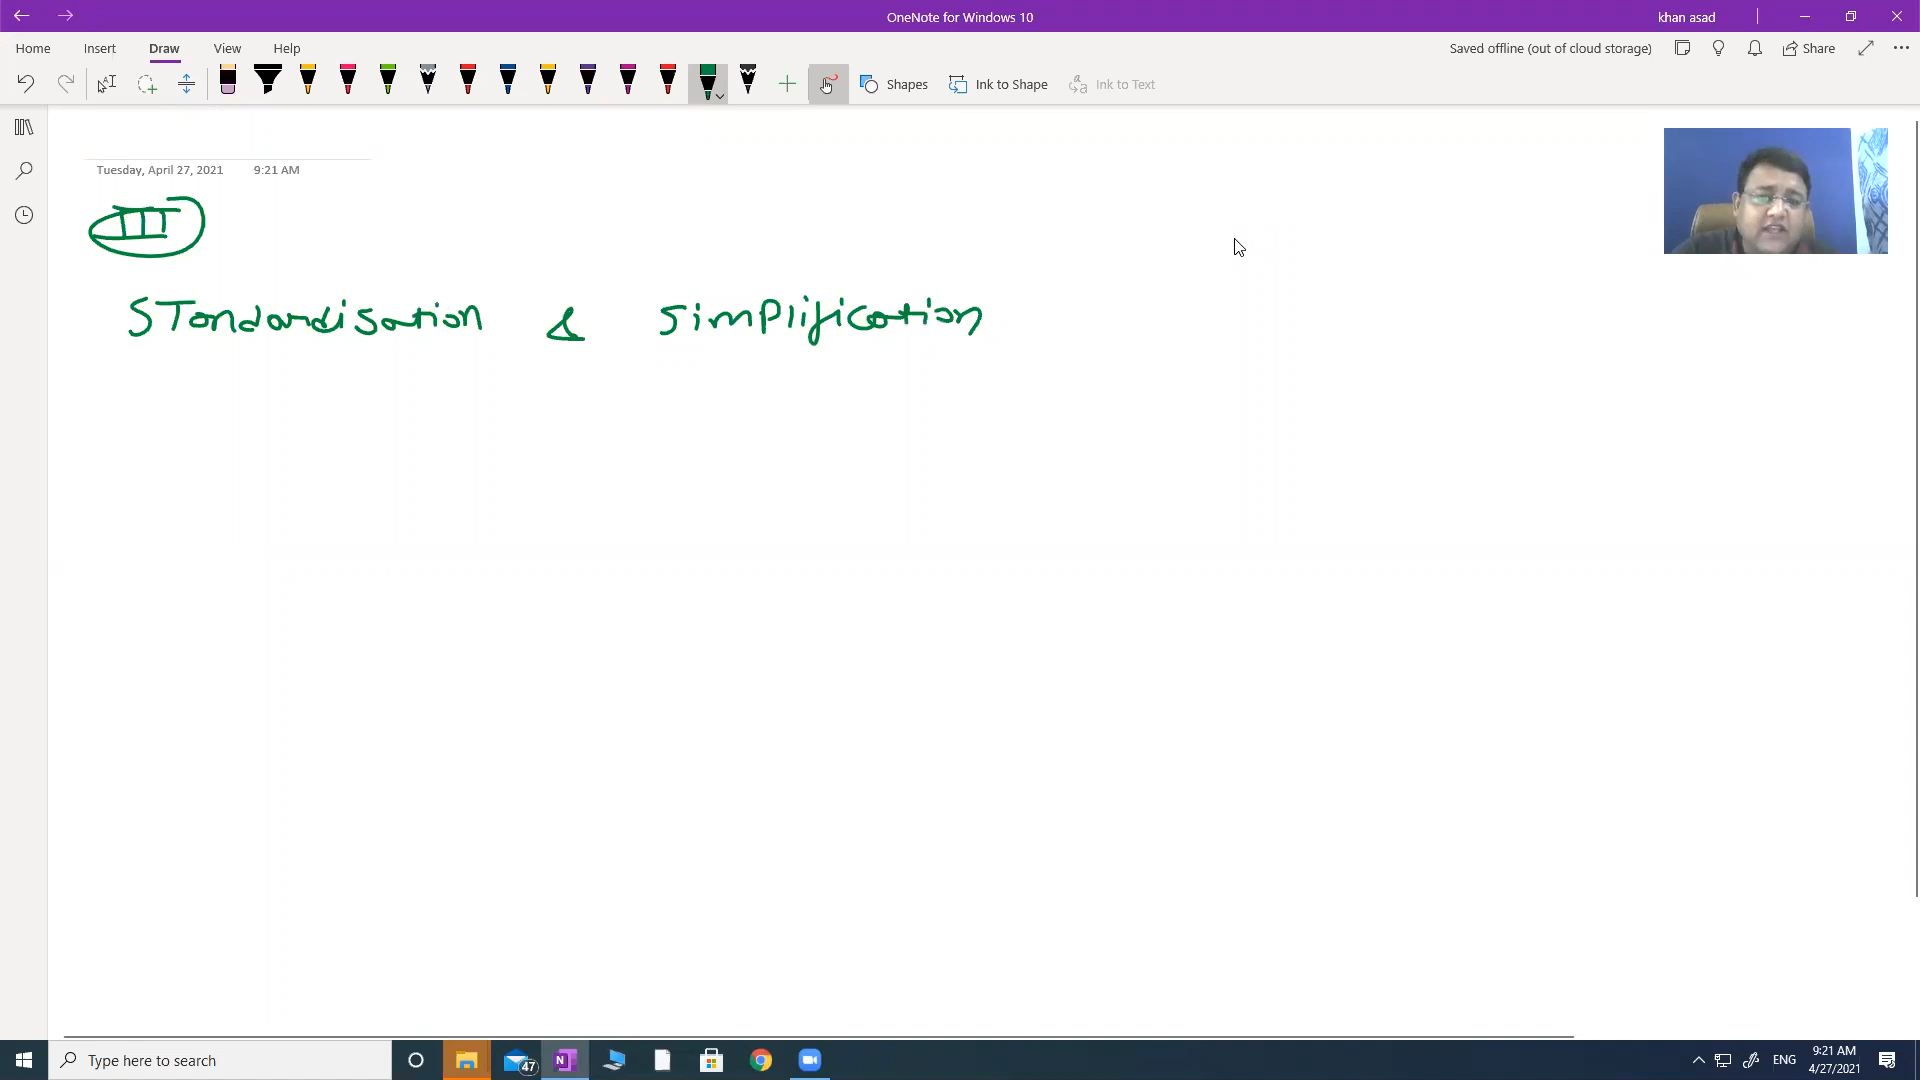 OneNote for Windows 10
khan asad
Home Insert Draw View Help
Saved offline (out of cloud storage)
Share
Shapes
Ink to Shape
Ink to Text
Tuesday, April 27, 2021 9:21 AM
III
STandardisation & simplification
Type here to search
47
N
ENG
9:21 AM
4/27/2021